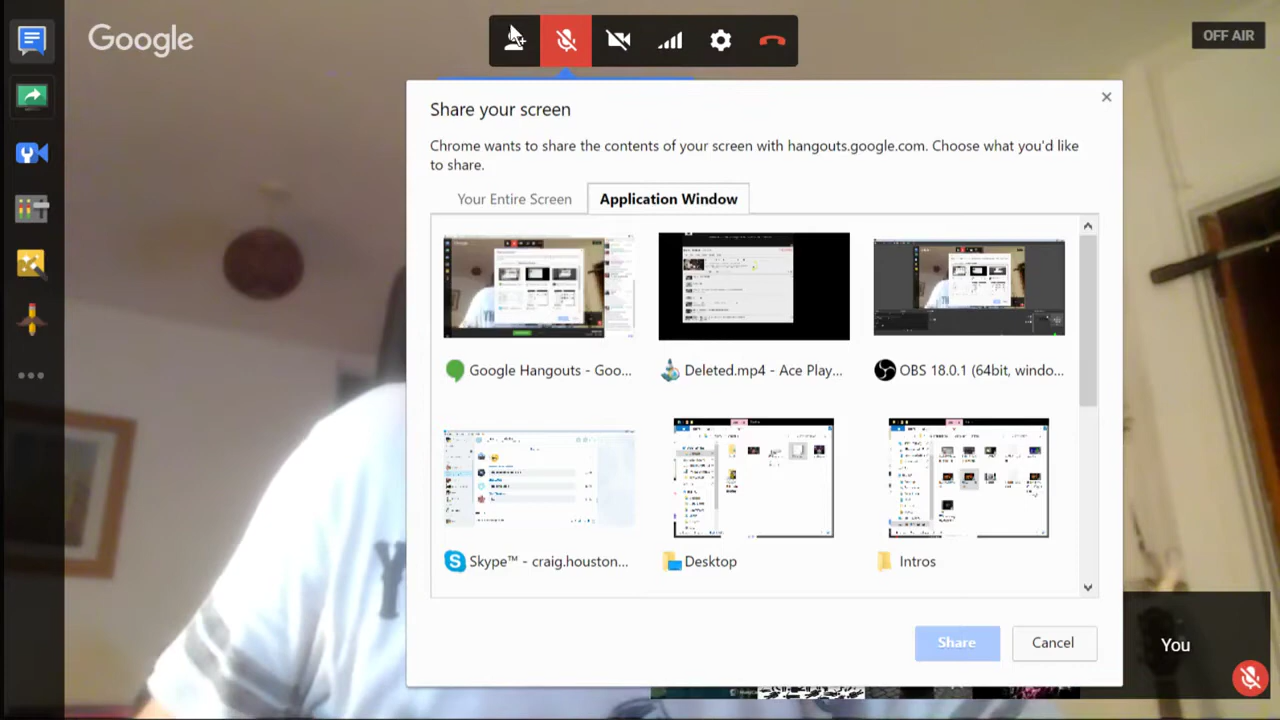 Google
OFF AIR
Share your screen
Chrome wants to share the contents of your screen with hangouts.google.com. Choose what you'd like
to share.
Your Entire Screen
Application Window
Google Hangouts - Goo...
Deleted.mp4 - Ace Play...
OBS 18.0.1 (64bit, windo...
Skype™ - craig.houston...
Desktop
Intros
Share
Cancel
You